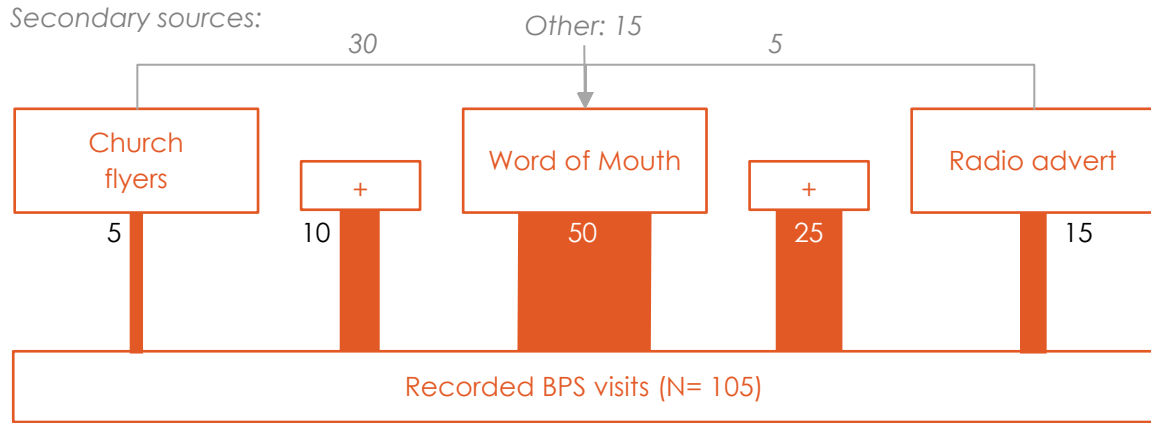 Secondary sources:
30
Other: 15
5
Church
flyers
+
Word of Mouth
+
Radio advert
5
10
50
25
15
Recorded BPS visits (N= 105)